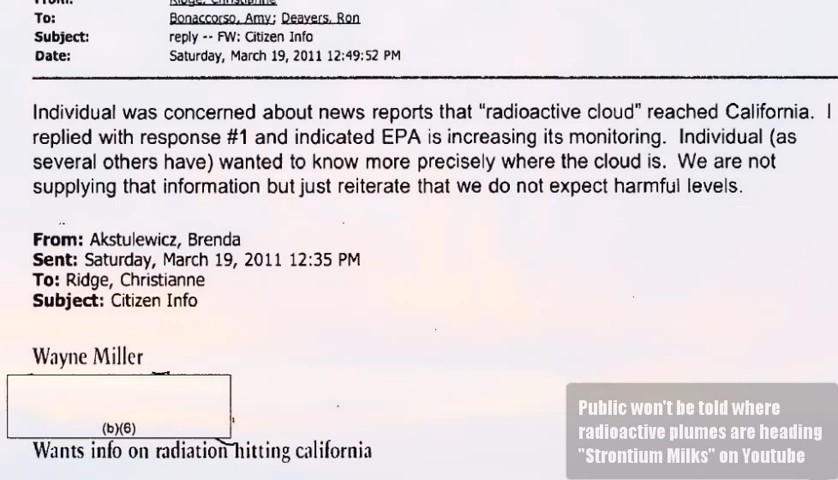 From: Ridge, Christianne
To: Bonaccorso, Amy; Deavers, Ron
Subject: reply -- FW: Citizen Info
Date: Saturday, March 19, 2011 12:49:52 PM
Individual was concerned about news reports that "radioactive cloud" reached California. I
replied with response #1 and indicated EPA is increasing its monitoring. Individual (as
several others have) wanted to know more precisely where the cloud is. We are not
supplying that information but just reiterate that we do not expect harmful levels.
From: Akstulewicz, Brenda
Sent: Saturday, March 19, 2011 12:35 PM
To: Ridge, Christianne
Subject: Citizen Info
Wayne Miller
(b)(6)
Wants info on radiation hitting california
Public won't be told where
radioactive plumes are heading
"Strontium Milks" on Youtube